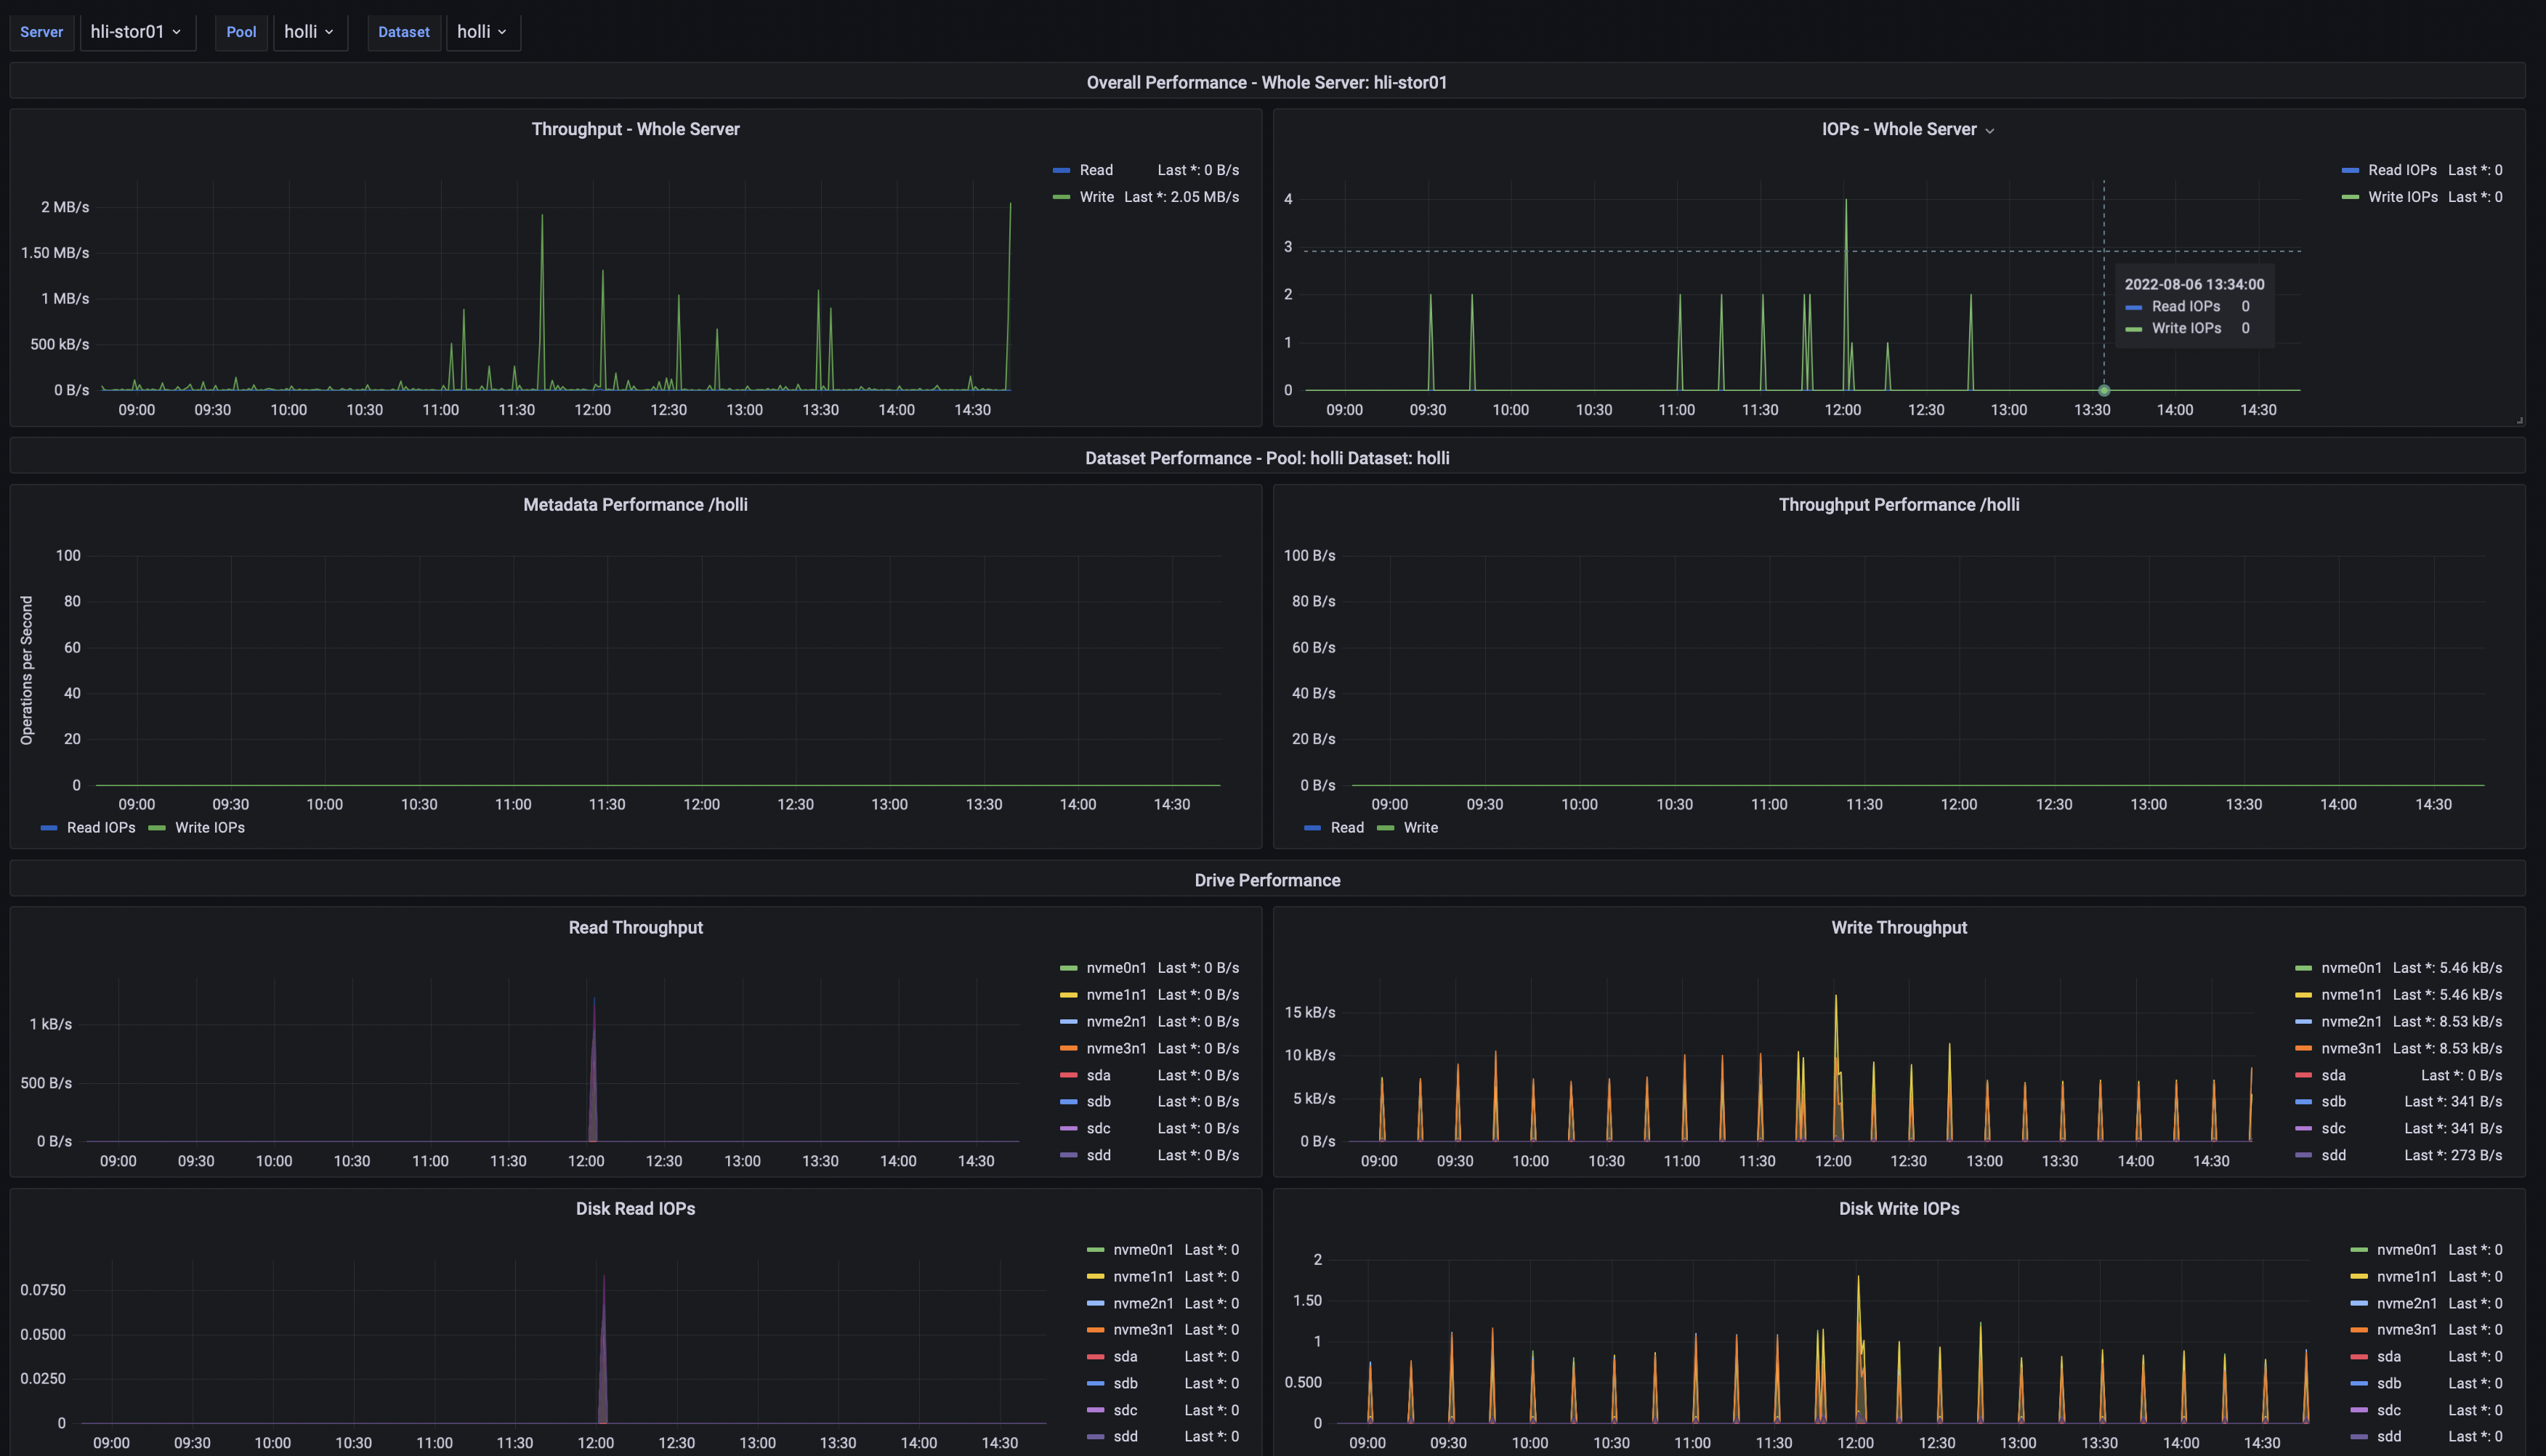 Server hli-stor01 Pool holli Dataset holli
Overall Performance - Whole Server: hli-stor01
Throughput - Whole Server
Read Last *: 0 B/s
Write Last *: 2.05 MB/s
2 MB/s
1.50 MB/s
1 MB/s
500 kB/s
0 B/s
09:00 09:30 10:00 10:30 11:00 11:30 12:00 12:30 13:00 13:30 14:00 14:30
IOPs - Whole Server
Read IOPs Last *: 0
Write IOPs Last *: 0
4
3
2
1
0
2022-08-06 13:34:00
Read IOPs 0
Write IOPs 0
09:00 09:30 10:00 10:30 11:00 11:30 12:00 12:30 13:00 13:30 14:00 14:30
Dataset Performance - Pool: holli Dataset: holli
Metadata Performance /holli
Operations per Second
100
80
60
40
20
0
09:00 09:30 10:00 10:30 11:00 11:30 12:00 12:30 13:00 13:30 14:00 14:30
Read IOPs Write IOPs
Throughput Performance /holli
100 B/s
80 B/s
60 B/s
40 B/s
20 B/s
0 B/s
09:00 09:30 10:00 10:30 11:00 11:30 12:00 12:30 13:00 13:30 14:00 14:30
Read Write
Drive Performance
Read Throughput
1 kB/s
500 B/s
0 B/s
09:00 09:30 10:00 10:30 11:00 11:30 12:00 12:30 13:00 13:30 14:00 14:30
nvme0n1 Last *: 0 B/s
nvme1n1 Last *: 0 B/s
nvme2n1 Last *: 0 B/s
nvme3n1 Last *: 0 B/s
sda Last *: 0 B/s
sdb Last *: 0 B/s
sdc Last *: 0 B/s
sdd Last *: 0 B/s
Write Throughput
15 kB/s
10 kB/s
5 kB/s
0 B/s
09:00 09:30 10:00 10:30 11:00 11:30 12:00 12:30 13:00 13:30 14:00 14:30
nvme0n1 Last *: 5.46 kB/s
nvme1n1 Last *: 5.46 kB/s
nvme2n1 Last *: 8.53 kB/s
nvme3n1 Last *: 8.53 kB/s
sda Last *: 0 B/s
sdb Last *: 341 B/s
sdc Last *: 341 B/s
sdd Last *: 273 B/s
Disk Read IOPs
0.0750
0.0500
0.0250
0
09:00 09:30 10:00 10:30 11:00 11:30 12:00 12:30 13:00 13:30 14:00 14:30
nvme0n1 Last *: 0
nvme1n1 Last *: 0
nvme2n1 Last *: 0
nvme3n1 Last *: 0
sda Last *: 0
sdb Last *: 0
sdc Last *: 0
sdd Last *: 0
Disk Write IOPs
2
1.50
1
0.500
0
09:00 09:30 10:00 10:30 11:00 11:30 12:00 12:30 13:00 13:30 14:00 14:30
nvme0n1 Last *: 0
nvme1n1 Last *: 0
nvme2n1 Last *: 0
nvme3n1 Last *: 0
sda Last *: 0
sdb Last *: 0
sdc Last *: 0
sdd Last *: 0